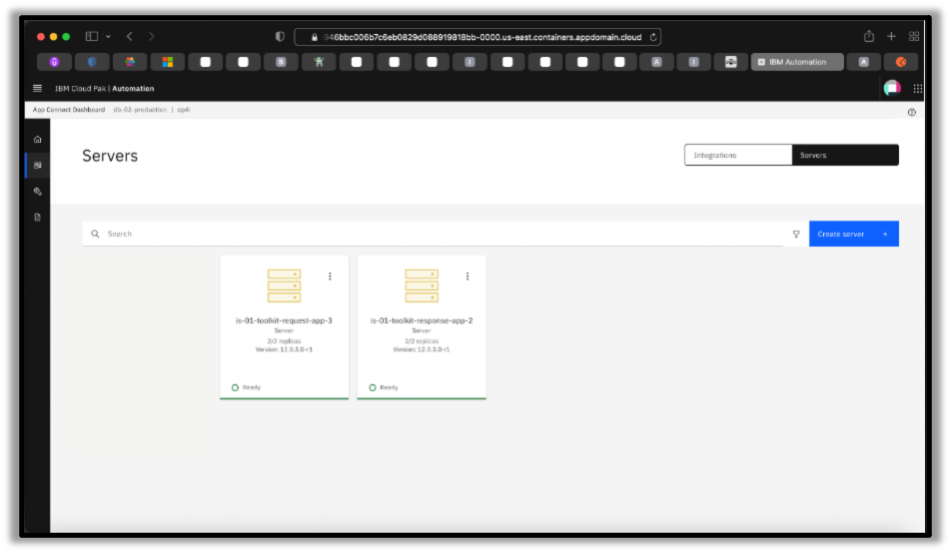 946bbc006b7c6eb0829d088919818bb-0000.us-east.containers.appdomain.cloud
IBM Automation
IBM Cloud Pak | Automation
App Connect Dashboard db-02-production | cp4i
Servers
Integrations
Servers
Search
Create server +
is-01-toolkit-request-app-3
Server
2/2 replicas
Version: 12.0.3.0-r1
Ready
is-01-toolkit-response-app-2
Server
2/2 replicas
Version: 12.0.3.0-r1
Ready